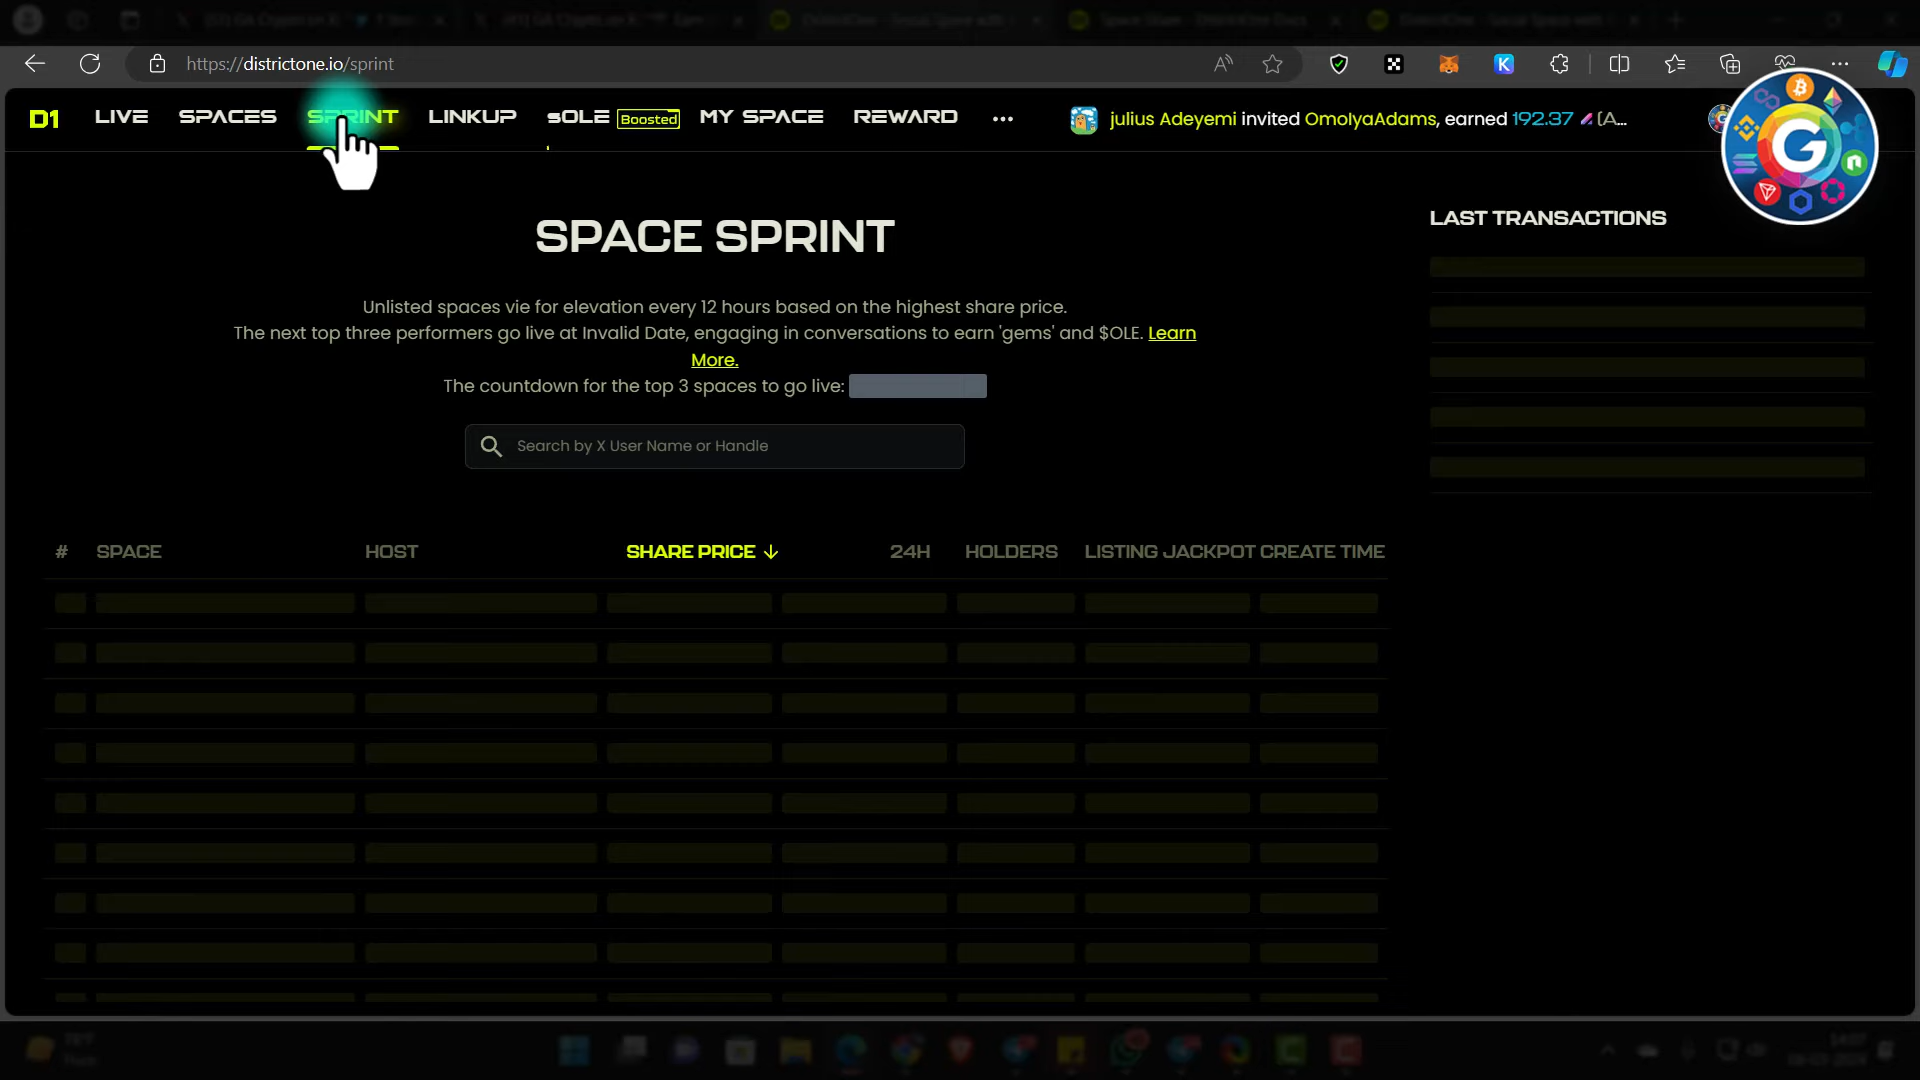 https://districtone.io/sprint
D1 LIVE SPACES SPRINT LINKUP sOLE Boosted MY SPACE REWARD ... julius Adeyemi invited OmolyaAdams, earned 192.37 (A...
SPACE SPRINT
LAST TRANSACTIONS
Unlisted spaces vie for elevation every 12 hours based on the highest share price.
The next top three performers go live at Invalid Date, engaging in conversations to earn 'gems' and $OLE. Learn
More.
The countdown for the top 3 spaces to go live:
Search by X User Name or Handle
# SPACE HOST SHARE PRICE ↓ 24H HOLDERS LISTING JACKPOT CREATE TIME